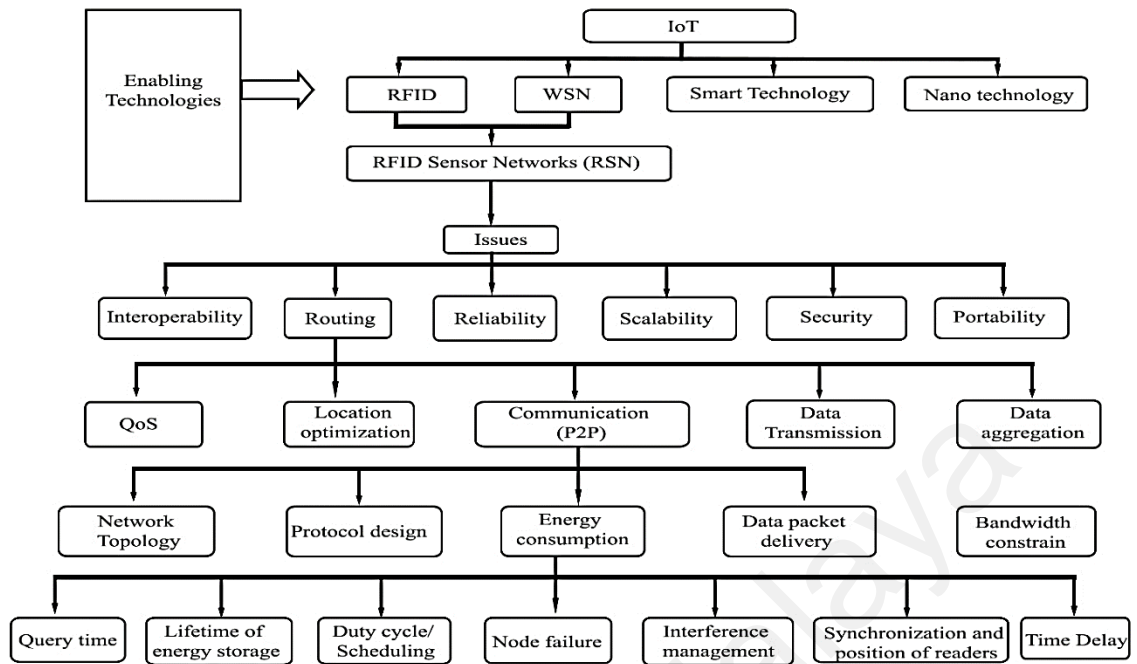 IoT
Enabling
Technologies
RFID
WSN
Smart Technology
Nano technology
RFID Sensor Networks (RSN)
Issues
Interoperability
Routing
Reliability
Scalability
Security
Portability
QoS
Location
optimization
Communication
(P2P)
Data
Transmission
Data
aggregation
Network
Topology
Protocol design
Energy
consumption
Data packet
delivery
Bandwidth
constrain
Query time
Lifetime of
energy storage
Duty cycle/
Scheduling
Node failure
Interference
management
Synchronization and
position of readers
Time Delay